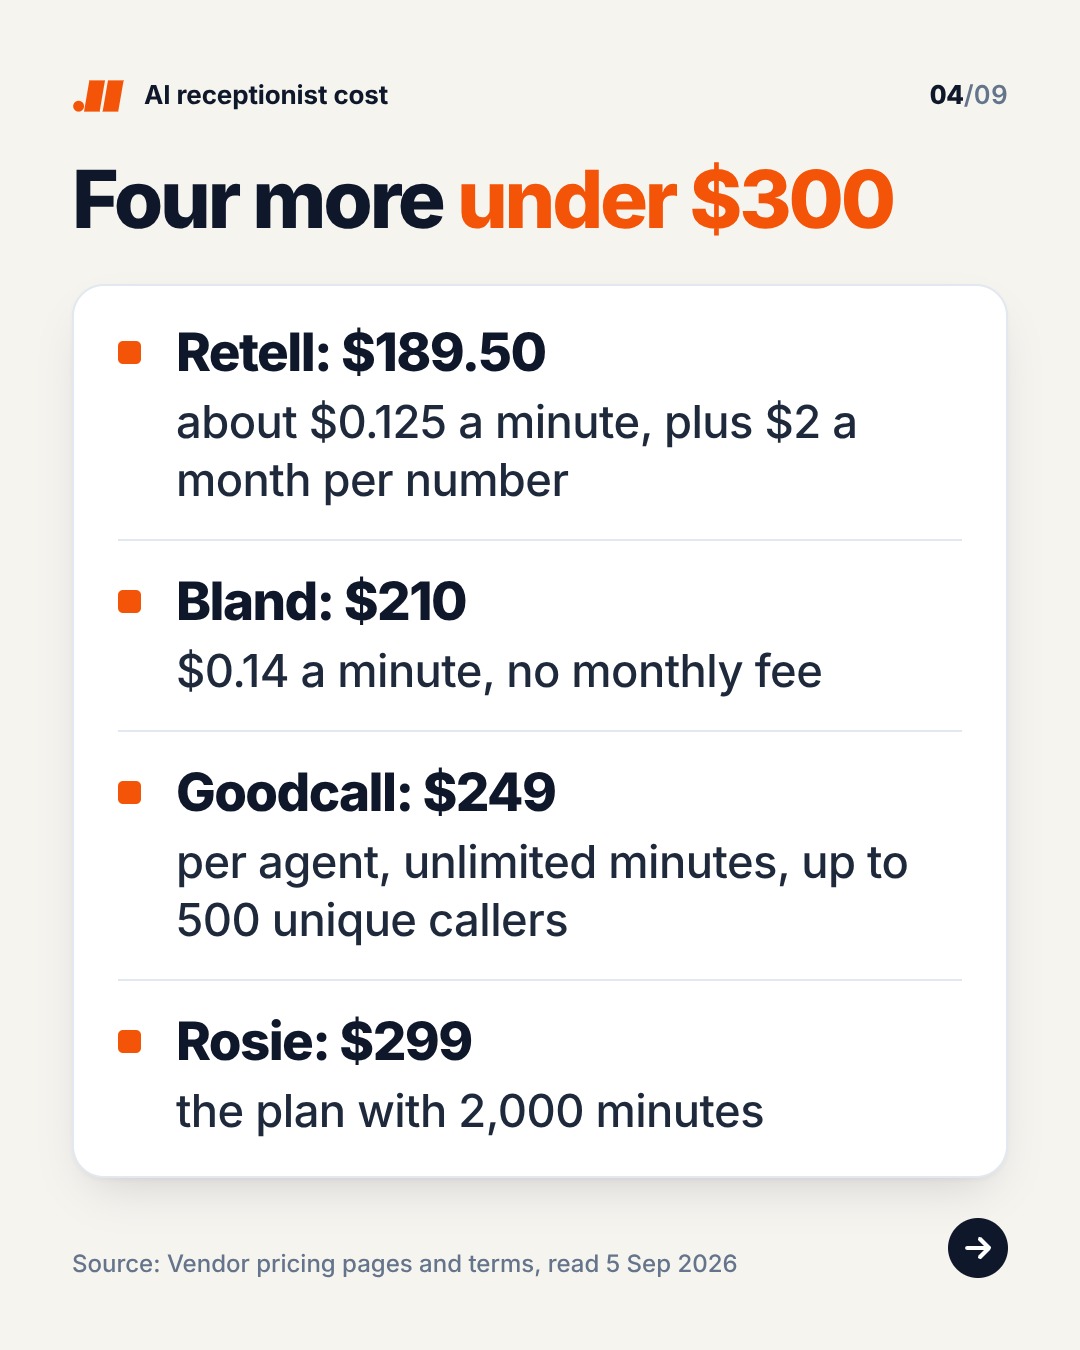 AI receptionist cost
04/09
Four more under $300
Retell: $189.50
about $0.125 a minute, plus $2 a
month per number
Bland: $210
$0.14 a minute, no monthly fee
Goodcall: $249
per agent, unlimited minutes, up to
500 unique callers
Rosie: $299
the plan with 2,000 minutes
Source: Vendor pricing pages and terms, read 5 Sep 2026